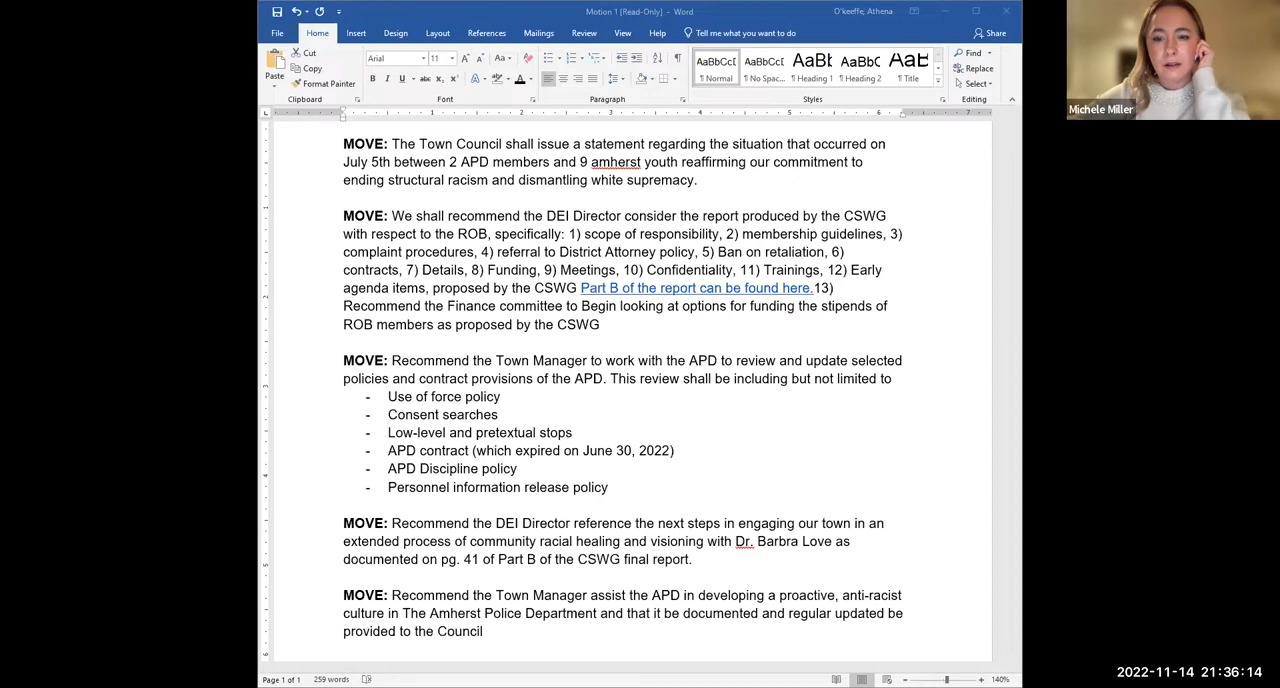 Motion 1 [Read-Only] - Word
O'keeffe, Athena
File Home Insert Design Layout References Mailings Review View Help Tell me what you want to do Share
Paste
Cut
Copy
Format Painter
Clipboard
Arial 11
Font
Paragraph
AaBbCcDc AaBbCcDc AaBbC AaBbC AaB
¶ Normal ¶ No Spac... ¶ Heading 1 ¶ Heading 2 ¶ Title
Styles
Find
Replace
Select
Editing
Michele Miller
MOVE: The Town Council shall issue a statement regarding the situation that occurred on
July 5th between 2 APD members and 9 amherst youth reaffirming our commitment to
ending structural racism and dismantling white supremacy.
MOVE: We shall recommend the DEI Director consider the report produced by the CSWG
with respect to the ROB, specifically: 1) scope of responsibility, 2) membership guidelines, 3)
complaint procedures, 4) referral to District Attorney policy, 5) Ban on retaliation, 6)
contracts, 7) Details, 8) Funding, 9) Meetings, 10) Confidentiality, 11) Trainings, 12) Early
agenda items, proposed by the CSWG Part B of the report can be found here.13)
Recommend the Finance committee to Begin looking at options for funding the stipends of
ROB members as proposed by the CSWG
MOVE: Recommend the Town Manager to work with the APD to review and update selected
policies and contract provisions of the APD. This review shall be including but not limited to
- Use of force policy
- Consent searches
- Low-level and pretextual stops
- APD contract (which expired on June 30, 2022)
- APD Discipline policy
- Personnel information release policy
MOVE: Recommend the DEI Director reference the next steps in engaging our town in an
extended process of community racial healing and visioning with Dr. Barbra Love as
documented on pg. 41 of Part B of the CSWG final report.
MOVE: Recommend the Town Manager assist the APD in developing a proactive, anti-racist
culture in The Amherst Police Department and that it be documented and regular updated be
provided to the Council
Page 1 of 1 259 words 140%
2022-11-14 21:36:14